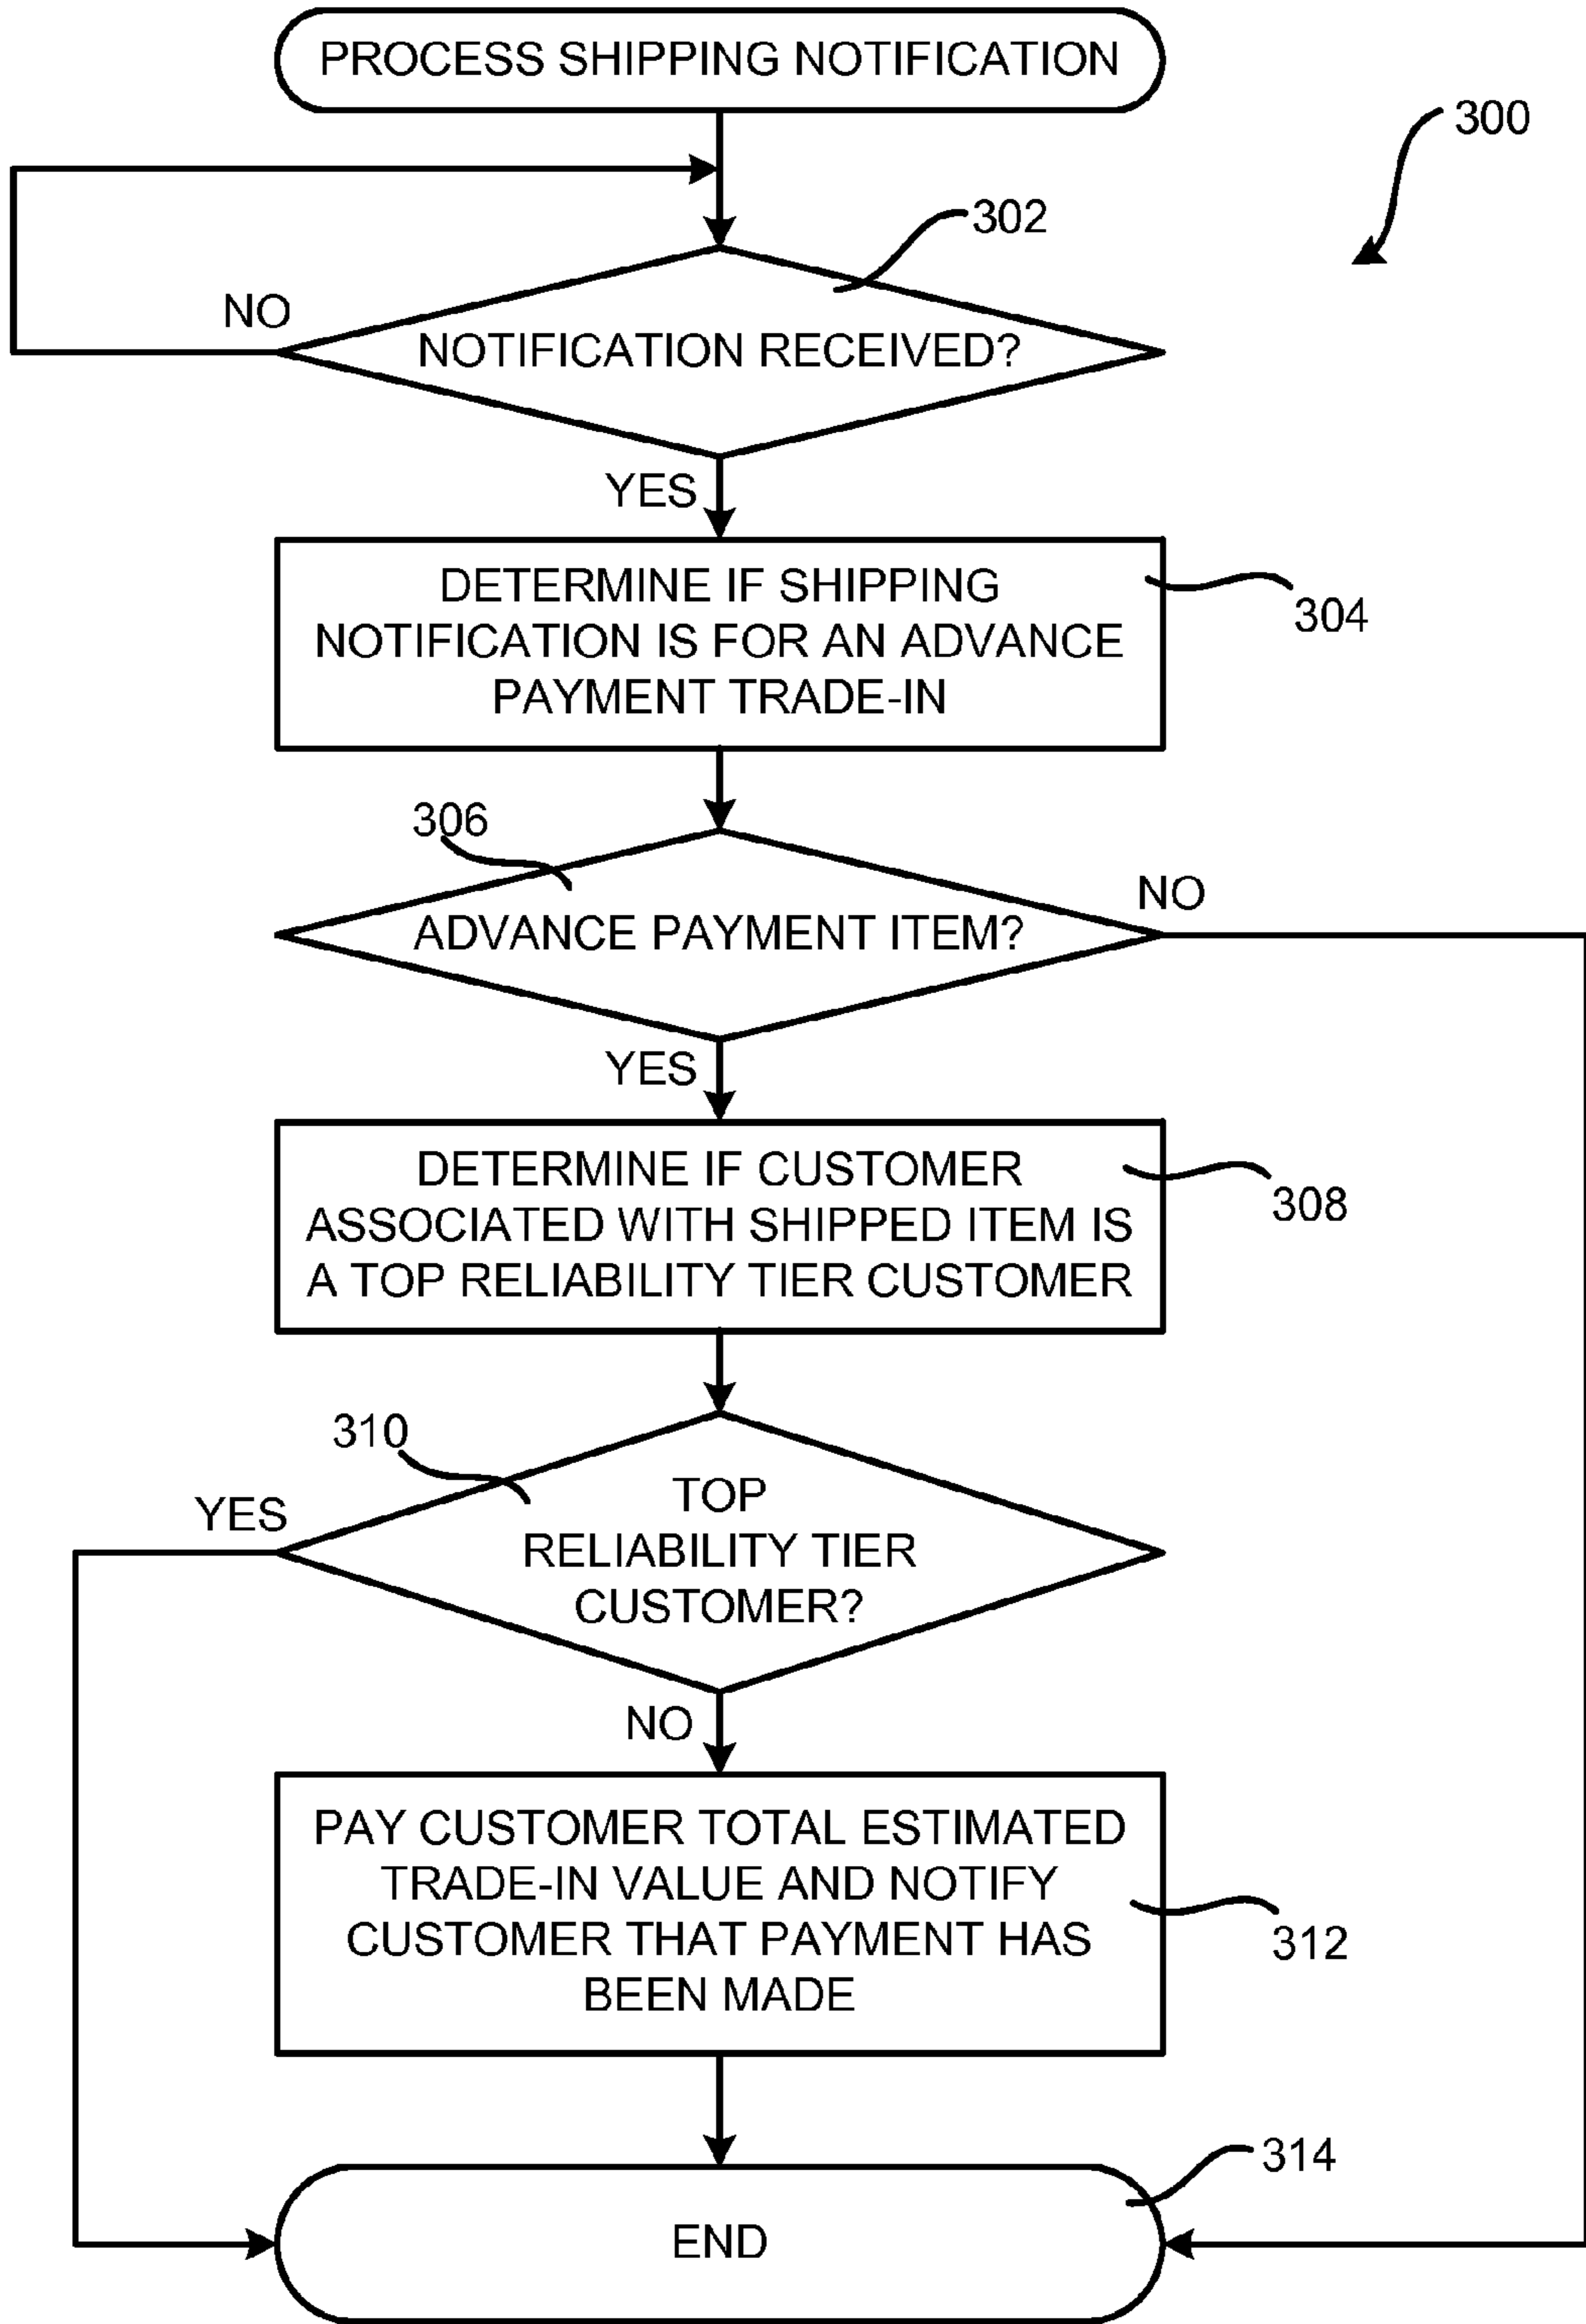 PROCESS SHIPPING NOTIFICATION
300
302
NO
NOTIFICATION RECEIVED?
YES
DETERMINE IF SHIPPING
NOTIFICATION IS FOR AN ADVANCE
PAYMENT TRADE-IN
304
306
NO
ADVANCE PAYMENT ITEM?
YES
DETERMINE IF CUSTOMER
ASSOCIATED WITH SHIPPED ITEM IS
A TOP RELIABILITY TIER CUSTOMER
308
310
YES
TOP
RELIABILITY TIER
CUSTOMER?
NO
PAY CUSTOMER TOTAL ESTIMATED
TRADE-IN VALUE AND NOTIFY
CUSTOMER THAT PAYMENT HAS
BEEN MADE
312
314
END